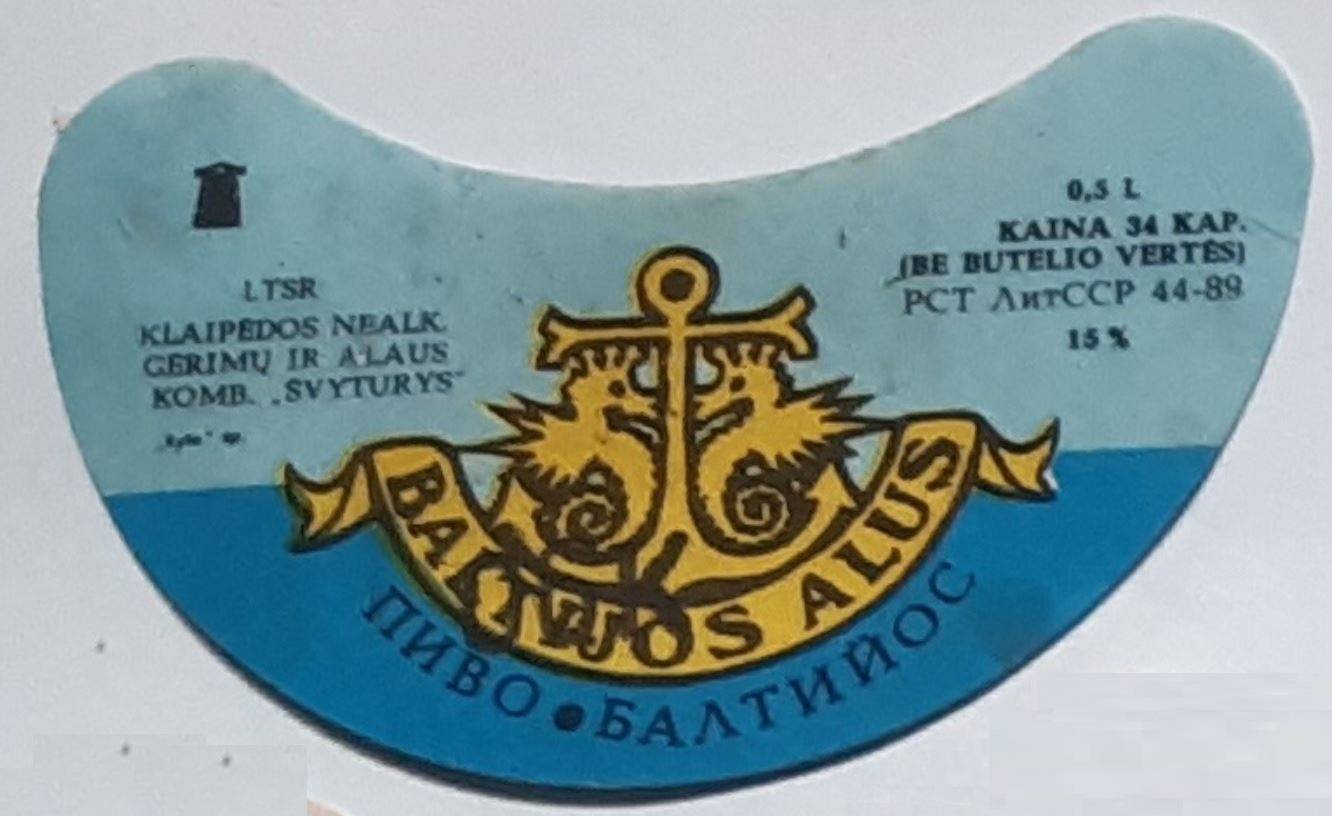 LTSR
KLAIPĖDOS NEALK.
GĖRIMŲ IR ALAUS
KOMB. „ŠVYTURYS“
0,5 L
KAINA 34 KAP.
(BE BUTELIO VERTĖS)
РСТ ЛитССР 44-89
15 %
BALTIJOS ALUS
ПИВО • БАЛТИЙОС